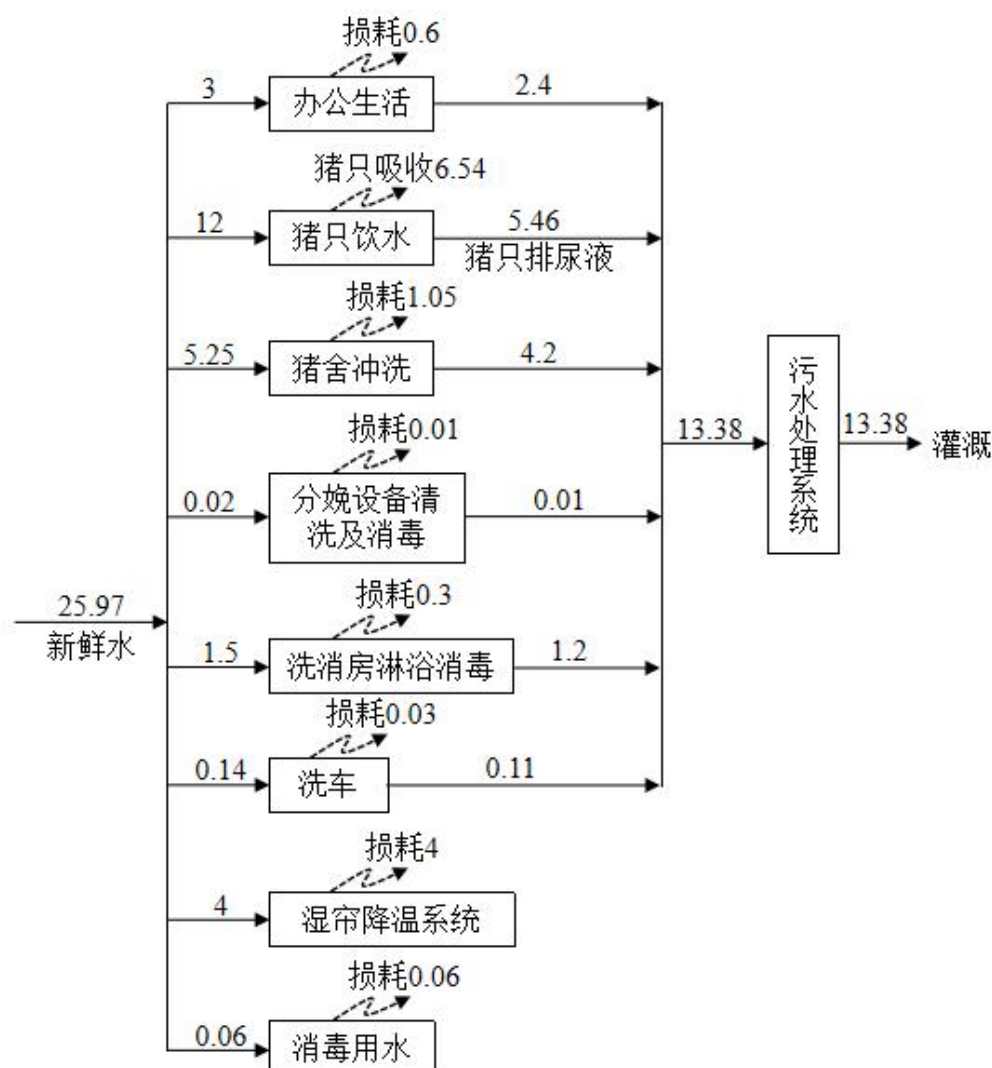 损耗0.6
3
办公生活
2.4
猪只吸收6.54
12
猪只饮水
5.46
猪只排尿液
损耗1.05
5.25
猪舍冲洗
4.2
损耗0.01
0.02
分娩设备清
洗及消毒
0.01
13.38
污水处理系统
13.38
灌溉
25.97
新鲜水
损耗0.3
1.5
洗消房淋浴消毒
1.2
损耗0.03
0.14
洗车
0.11
损耗4
4
湿帘降温系统
损耗0.06
0.06
消毒用水